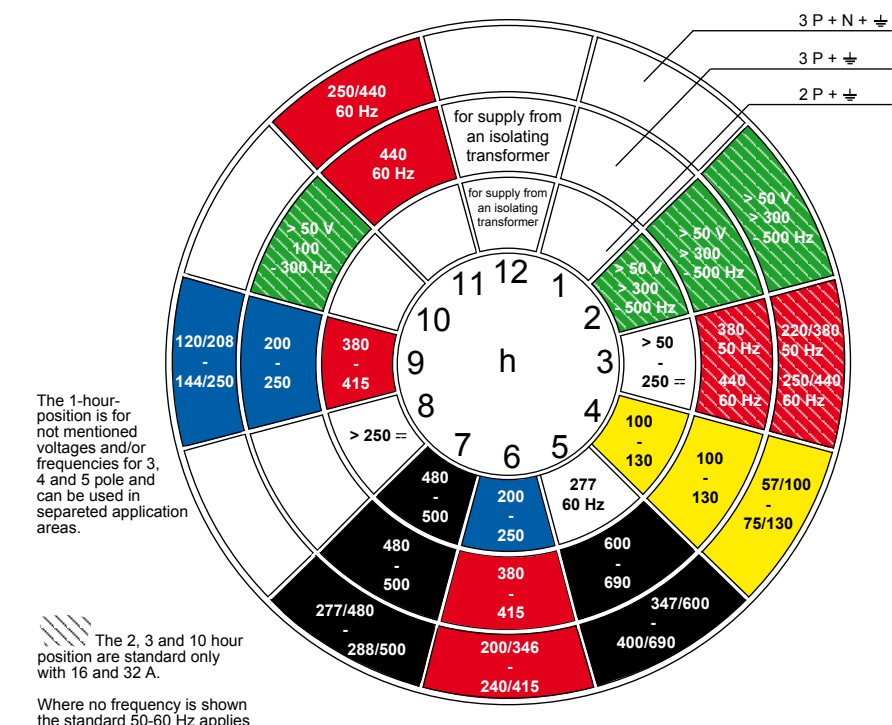 3 P + N + ⏚
3 P + ⏚
2 P + ⏚
250/440
60 Hz
440
60 Hz
for supply from
an isolating
transformer
for supply from
an isolating
transformer
> 50 V
> 300
- 500 Hz
> 50 V
> 300
- 500 Hz
> 50 V
> 300
- 500 Hz
> 50 V
100
- 300 Hz
12
1
2
3
4
5
6
7
8
9
10
11
h
120/208
-
144/250
200
-
250
380
-
415
> 50
-
250 ⎓
380
50 Hz
440
60 Hz
220/380
50 Hz
250/440
60 Hz
> 250 ⎓
100
-
130
100
-
130
57/100
-
75/130
480
-
500
200
-
250
277
60 Hz
480
-
500
380
-
415
600
-
690
277/480
-
288/500
200/346
-
240/415
347/600
-
400/690
The 1-hour-
position is for
not mentioned
voltages and/or
frequencies for 3,
4 and 5 pole and
can be used in
separeted application
areas.
The 2, 3 and 10 hour
position are standard only
with 16 and 32 A.
Where no frequency is shown
the standard 50-60 Hz applies